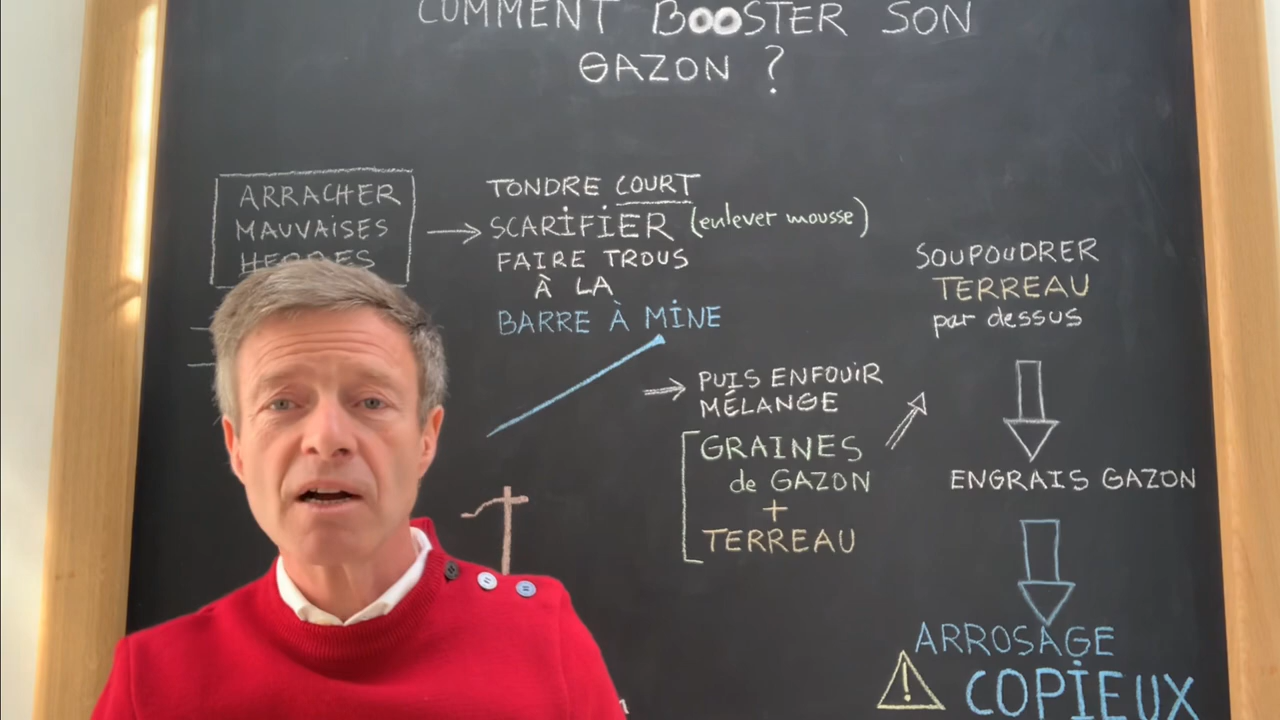 COMMENT BOOSTER SON
GAZON ?
ARRACHER
MAUVAISES
HERBES
TONDRE COURT
SCARIFIER (enlever mousse)
FAIRE TROUS
À LA
BARRE À MINE
PUIS ENFOUIR
MÉLANGE
GRAINES
de GAZON
+
TERREAU
SOUPOUDRER
TERREAU
par dessus
ENGRAIS GAZON
ARROSAGE
! COPIEUX